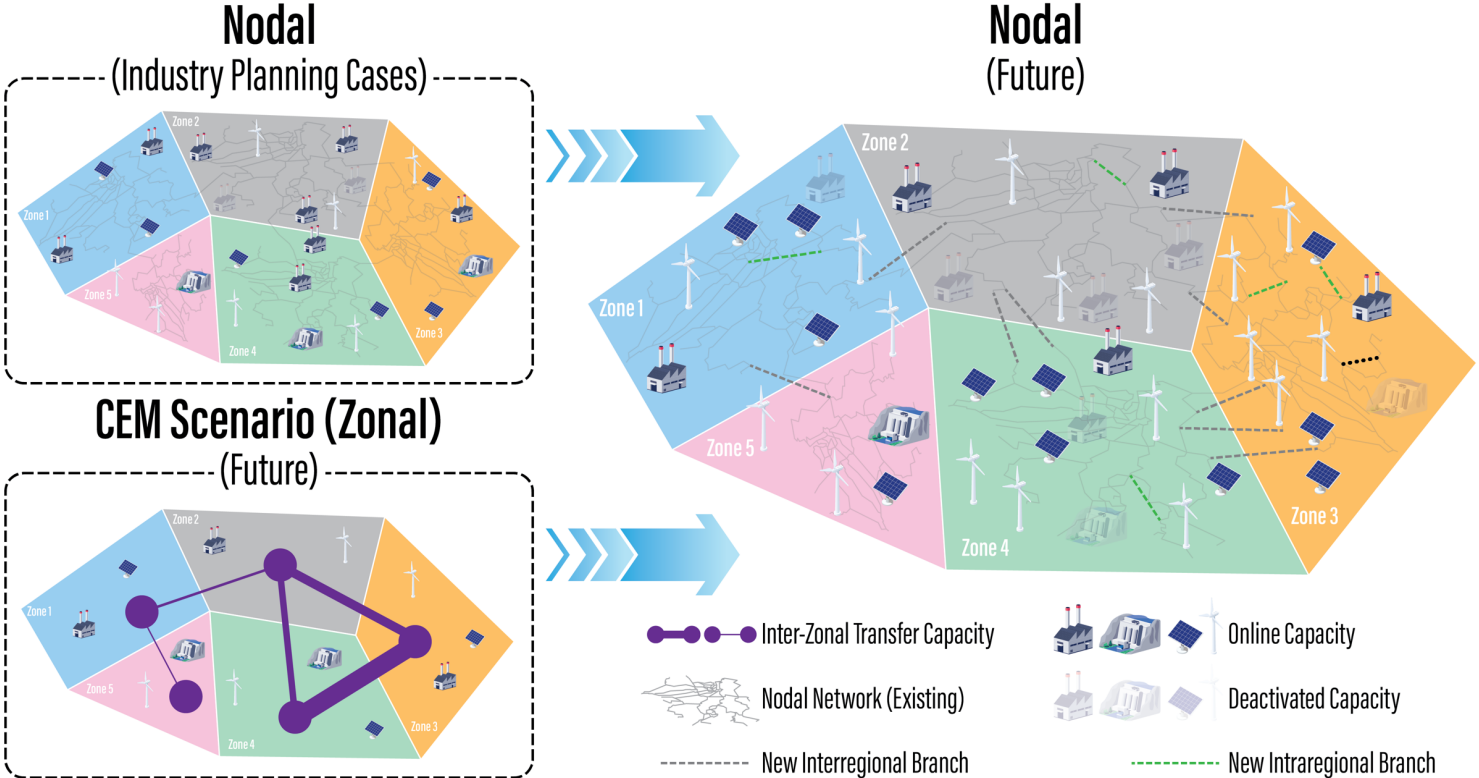 Nodal
(Industry Planning Cases)
Zone 2
Zone 1
Zone 5
Zone 4
Zone 3
CEM Scenario (Zonal)
(Future)
Zone 2
Zone 1
Zone 5
Zone 4
Zone 3
Nodal
(Future)
Zone 2
Zone 1
Zone 5
Zone 4
Zone 3
Inter-Zonal Transfer Capacity
Online Capacity
Nodal Network (Existing)
Deactivated Capacity
New Interregional Branch
New Intraregional Branch